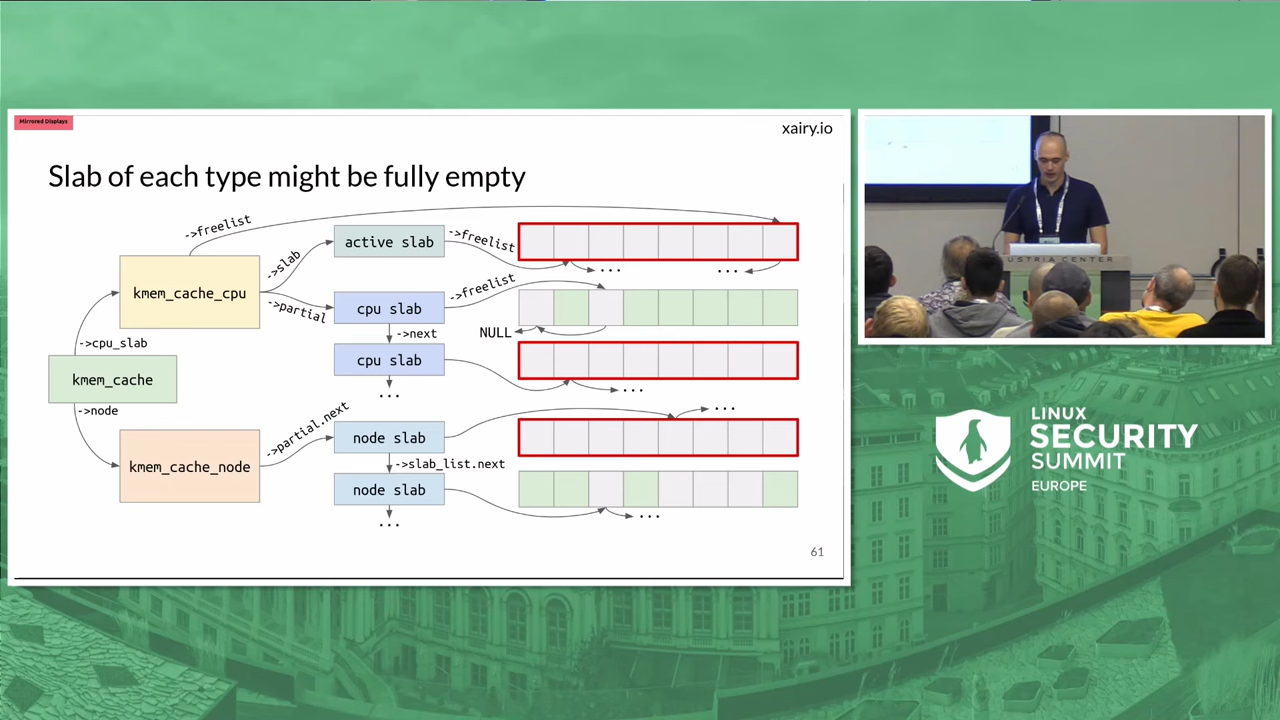 Mirrored Displays
xairy.io
Slab of each type might be fully empty
->freelist
active slab
->freelist
->slab
...
...
kmem_cache_cpu
->partial
cpu slab
->freelist
->next
NULL
->cpu_slab
cpu slab
kmem_cache
...
...
->node
->partial.next
...
node slab
kmem_cache_node
->slab_list.next
node slab
...
...
61
USTRIA CENTER
LINUX
SECURITY
SUMMIT
EUROPE